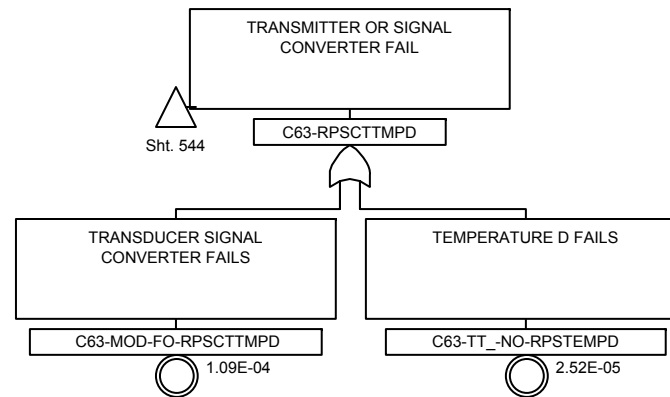 TRANSMITTER OR SIGNAL
CONVERTER FAIL
Sht. 544
C63-RPSCTTMPD
TRANSDUCER SIGNAL
CONVERTER FAILS
C63-MOD-FO-RPSCTTMPD
1.09E-04
TEMPERATURE D FAILS
C63-TT_-NO-RPSTEMPD
2.52E-05